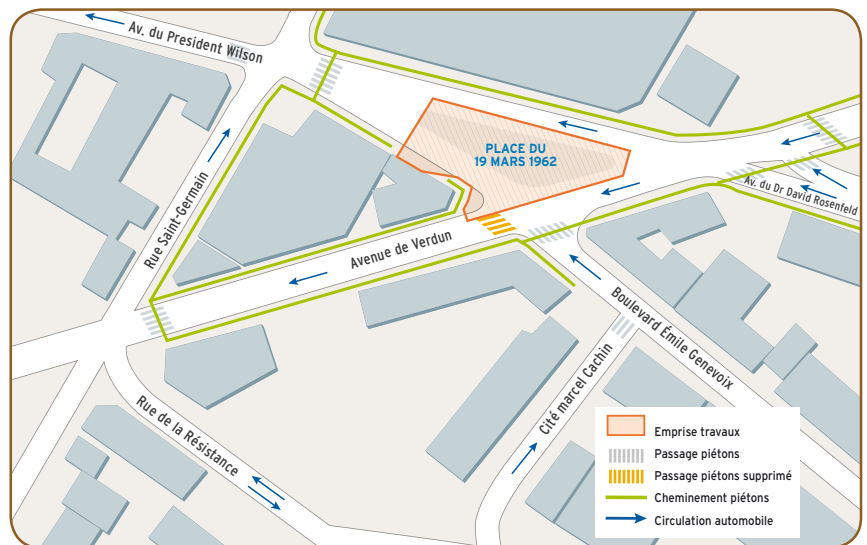 Av. du President Wilson
PLACE DU
19 MARS 1962
Av. du Dr David Rosenfeld
Rue Saint-Germain
Avenue de Verdun
Boulevard Émile Genevoix
Cité marcel Cachin
Rue de la Résistance
Emprise travaux
Passage piétons
Passage piétons supprimé
Cheminement piétons
Circulation automobile